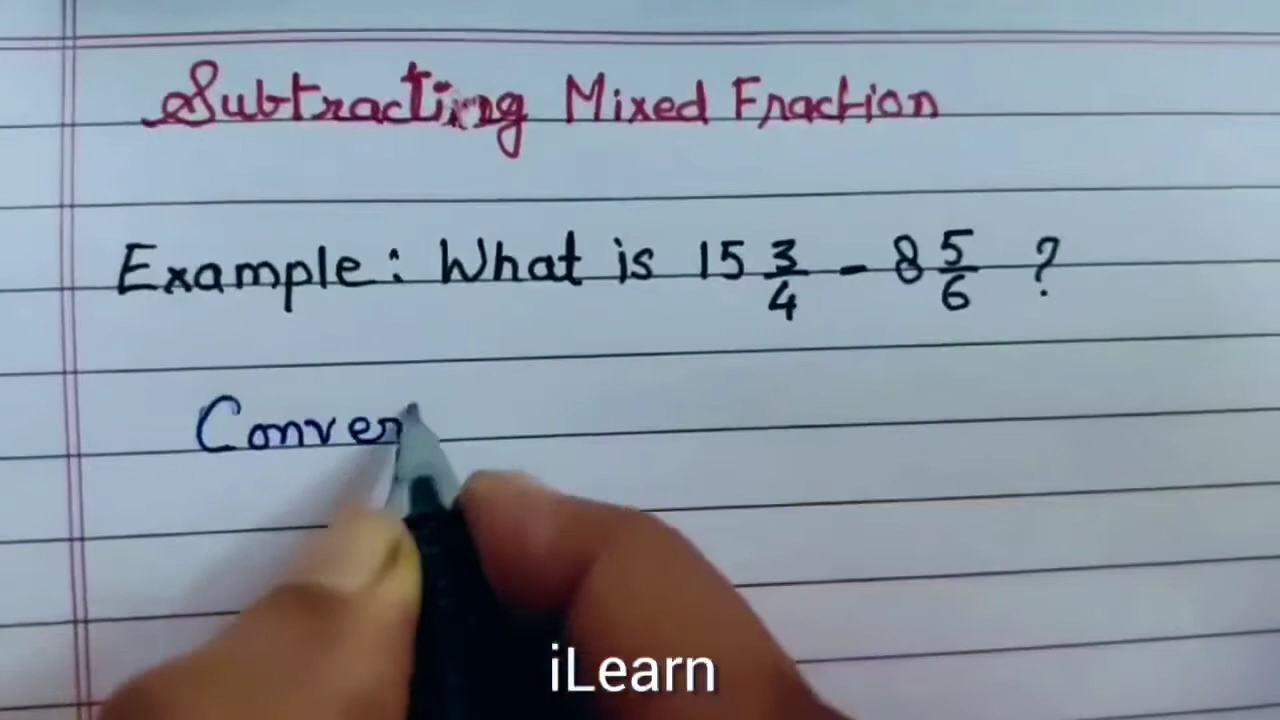 Subtracting Mixed Fraction
Example: What is 15 3/4 - 8 5/6 ?
Conver
iLearn